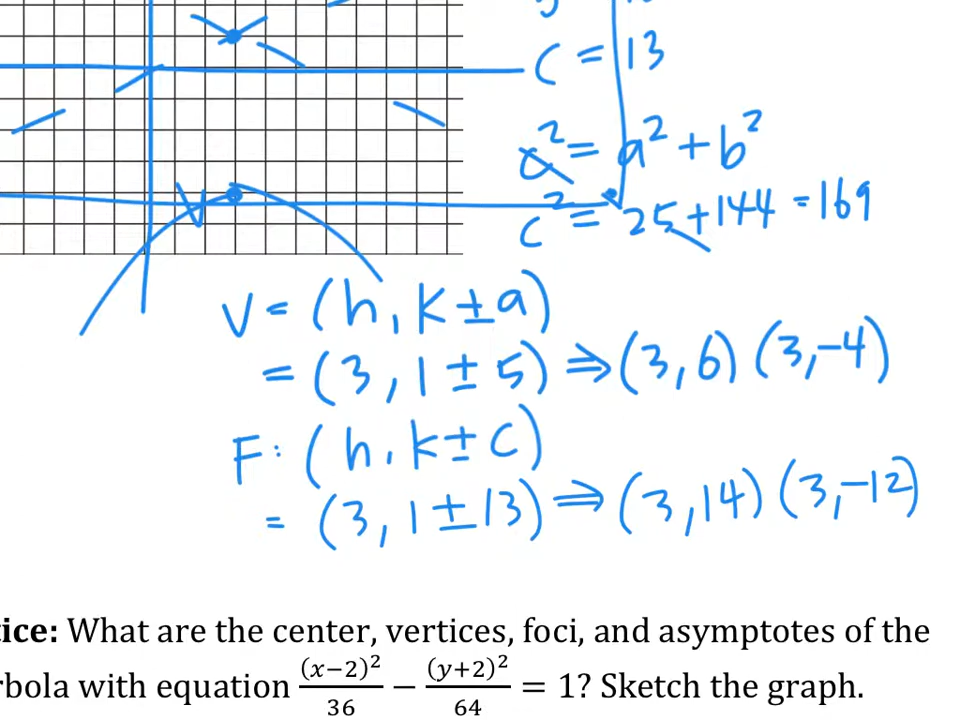 C = 13
c² = a² + b²
c² = 25 + 144 = 169
V = (h, k ± a)
= (3, 1 ± 5) ⇒ (3, 6) (3, -4)
F: (h, k ± c)
= (3, 1 ± 13) ⇒ (3, 14) (3, -12)
tice: What are the center, vertices, foci, and asymptotes of the
rbola with equation (x−2)²/36 − (y+2)²/64 = 1? Sketch the graph.